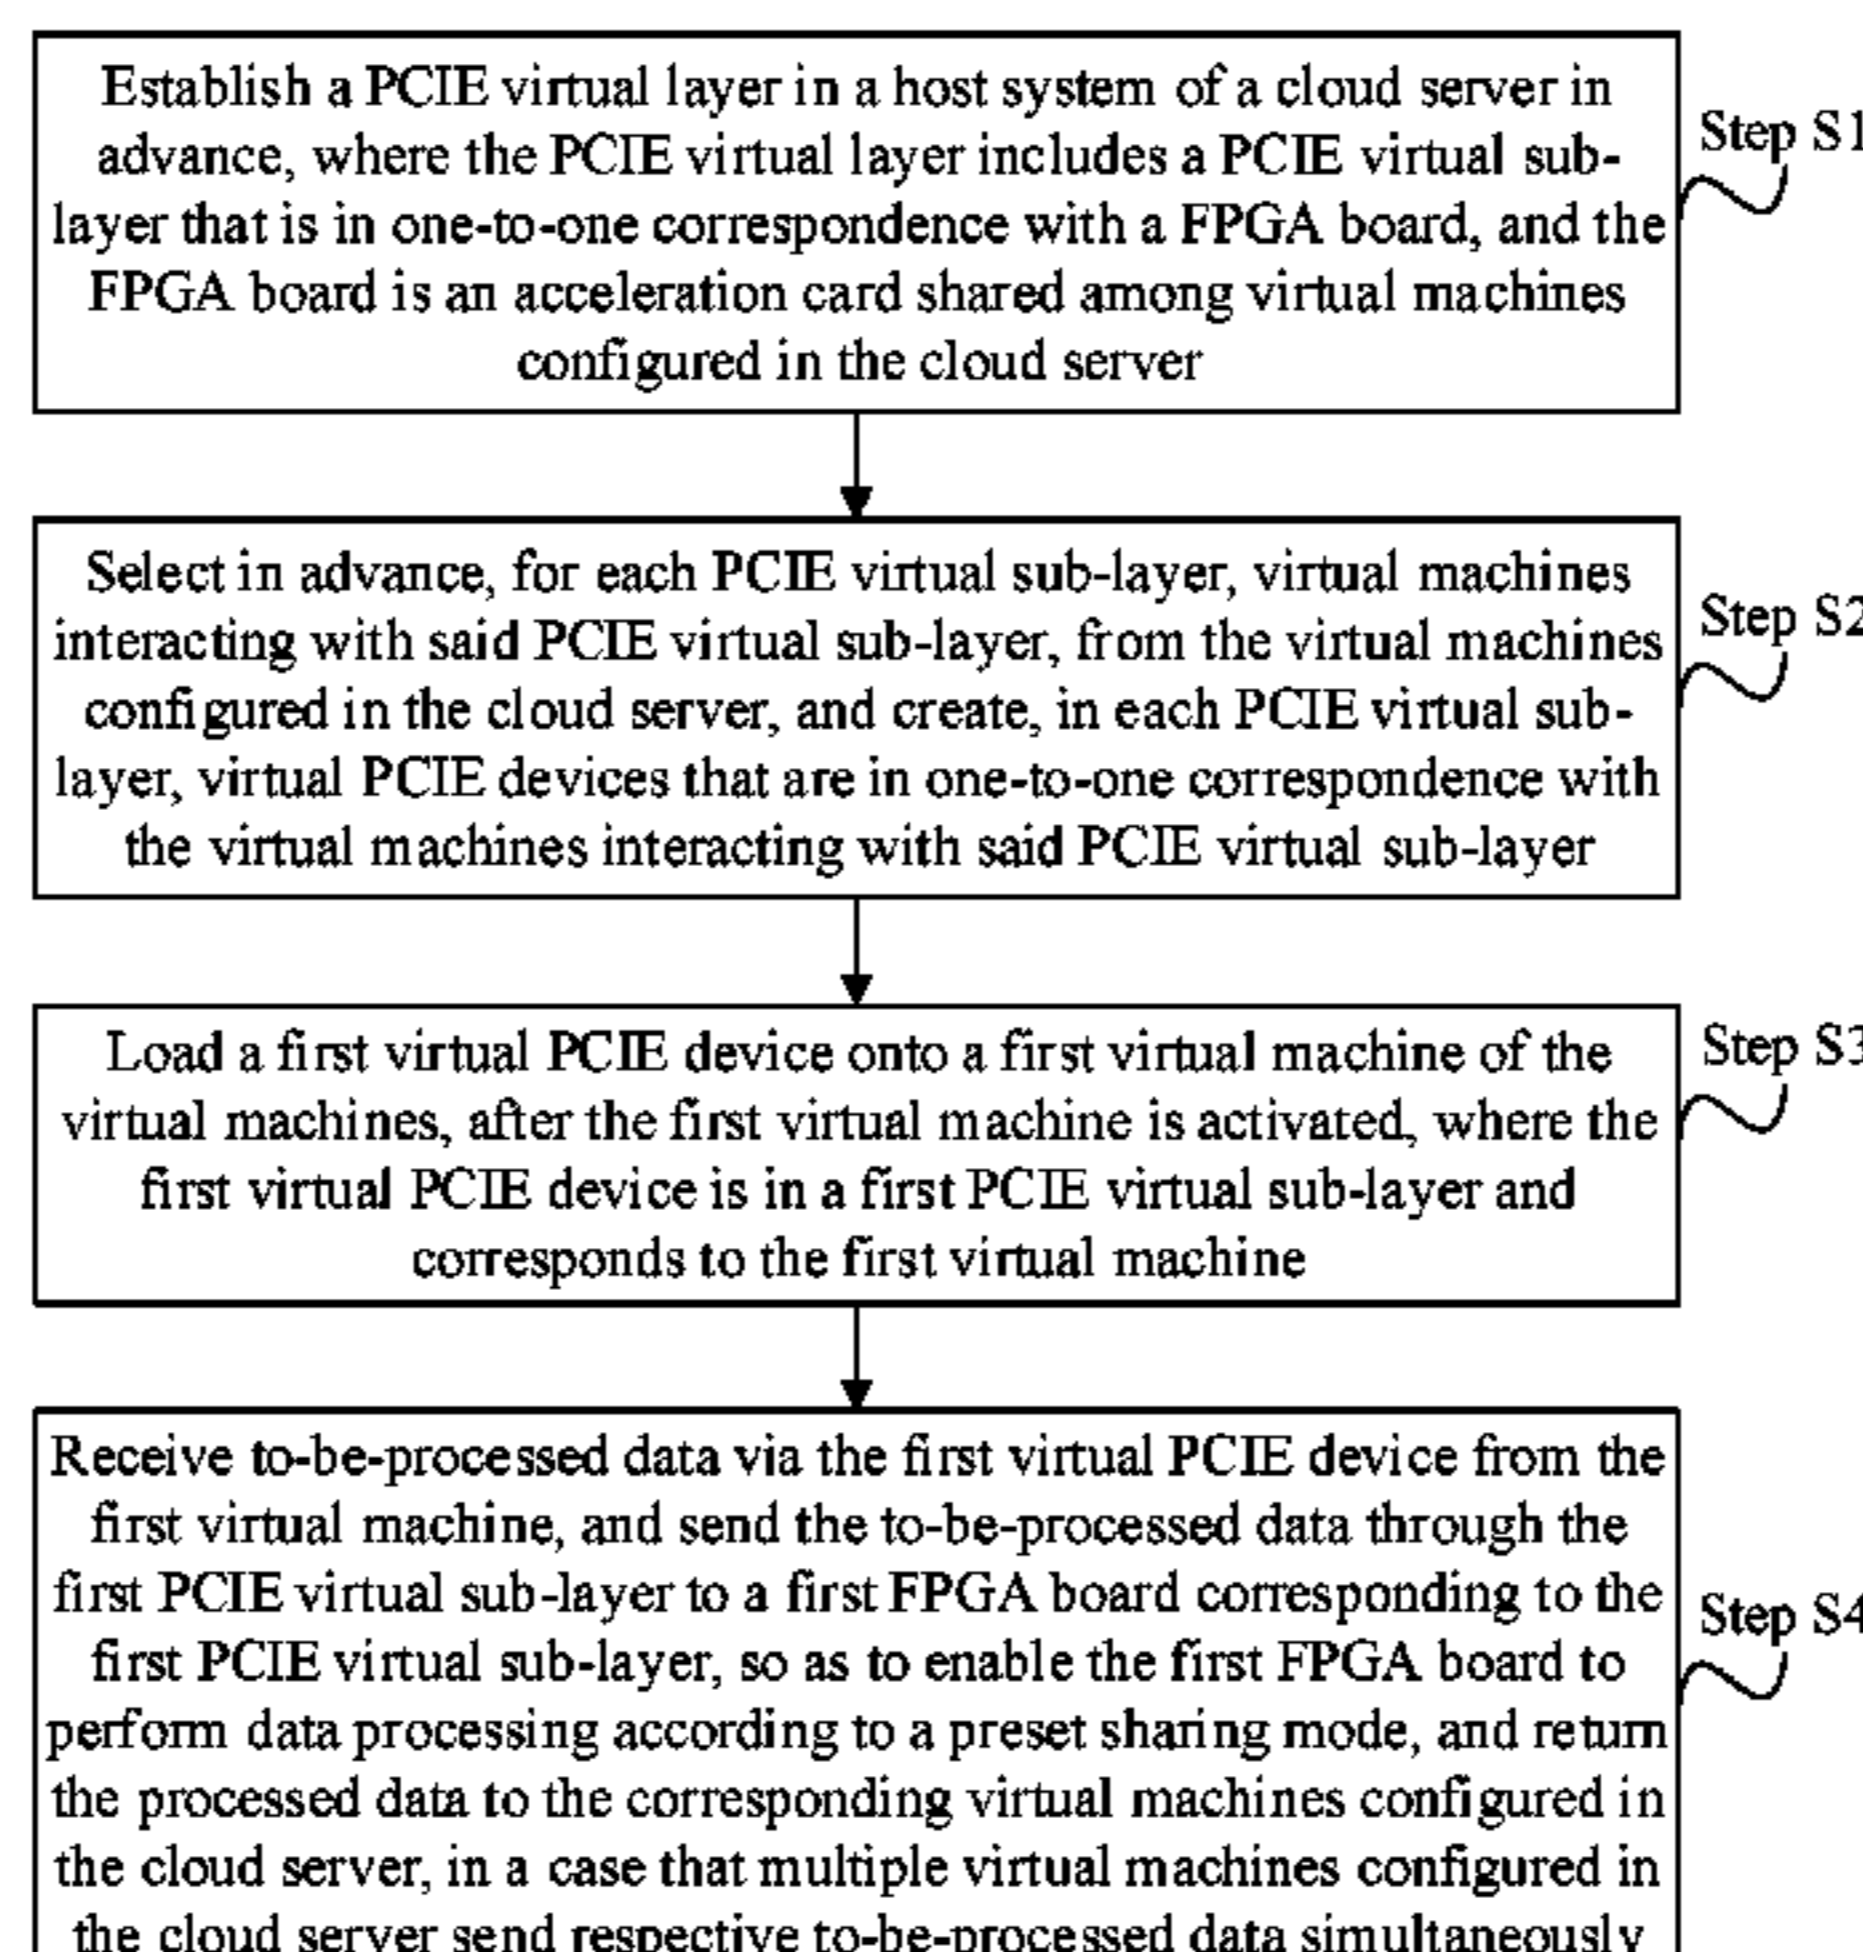 Establish a PCIE virtual layer in a host system of a cloud server in
advance, where the PCIE virtual layer includes a PCIE virtual sub-
layer that is in one-to-one correspondence with a FPGA board, and the
FPGA board is an acceleration card shared among virtual machines
configured in the cloud server
Step S1
Select in advance, for each PCIE virtual sub-layer, virtual machines
interacting with said PCIE virtual sub-layer, from the virtual machines
configured in the cloud server, and create, in each PCIE virtual sub-
layer, virtual PCIE devices that are in one-to-one correspondence with
the virtual machines interacting with said PCIE virtual sub-layer
Step S2
Load a first virtual PCIE device onto a first virtual machine of the
virtual machines, after the first virtual machine is activated, where the
first virtual PCIE device is in a first PCIE virtual sub-layer and
corresponds to the first virtual machine
Step S3
Receive to-be-processed data via the first virtual PCIE device from the
first virtual machine, and send the to-be-processed data through the
first PCIE virtual sub-layer to a first FPGA board corresponding to the
first PCIE virtual sub-layer, so as to enable the first FPGA board to
perform data processing according to a preset sharing mode, and return
the processed data to the corresponding virtual machines configured in
the cloud server, in a case that multiple virtual machines configured in
the cloud server send respective to-be-processed data simultaneously
Step S4